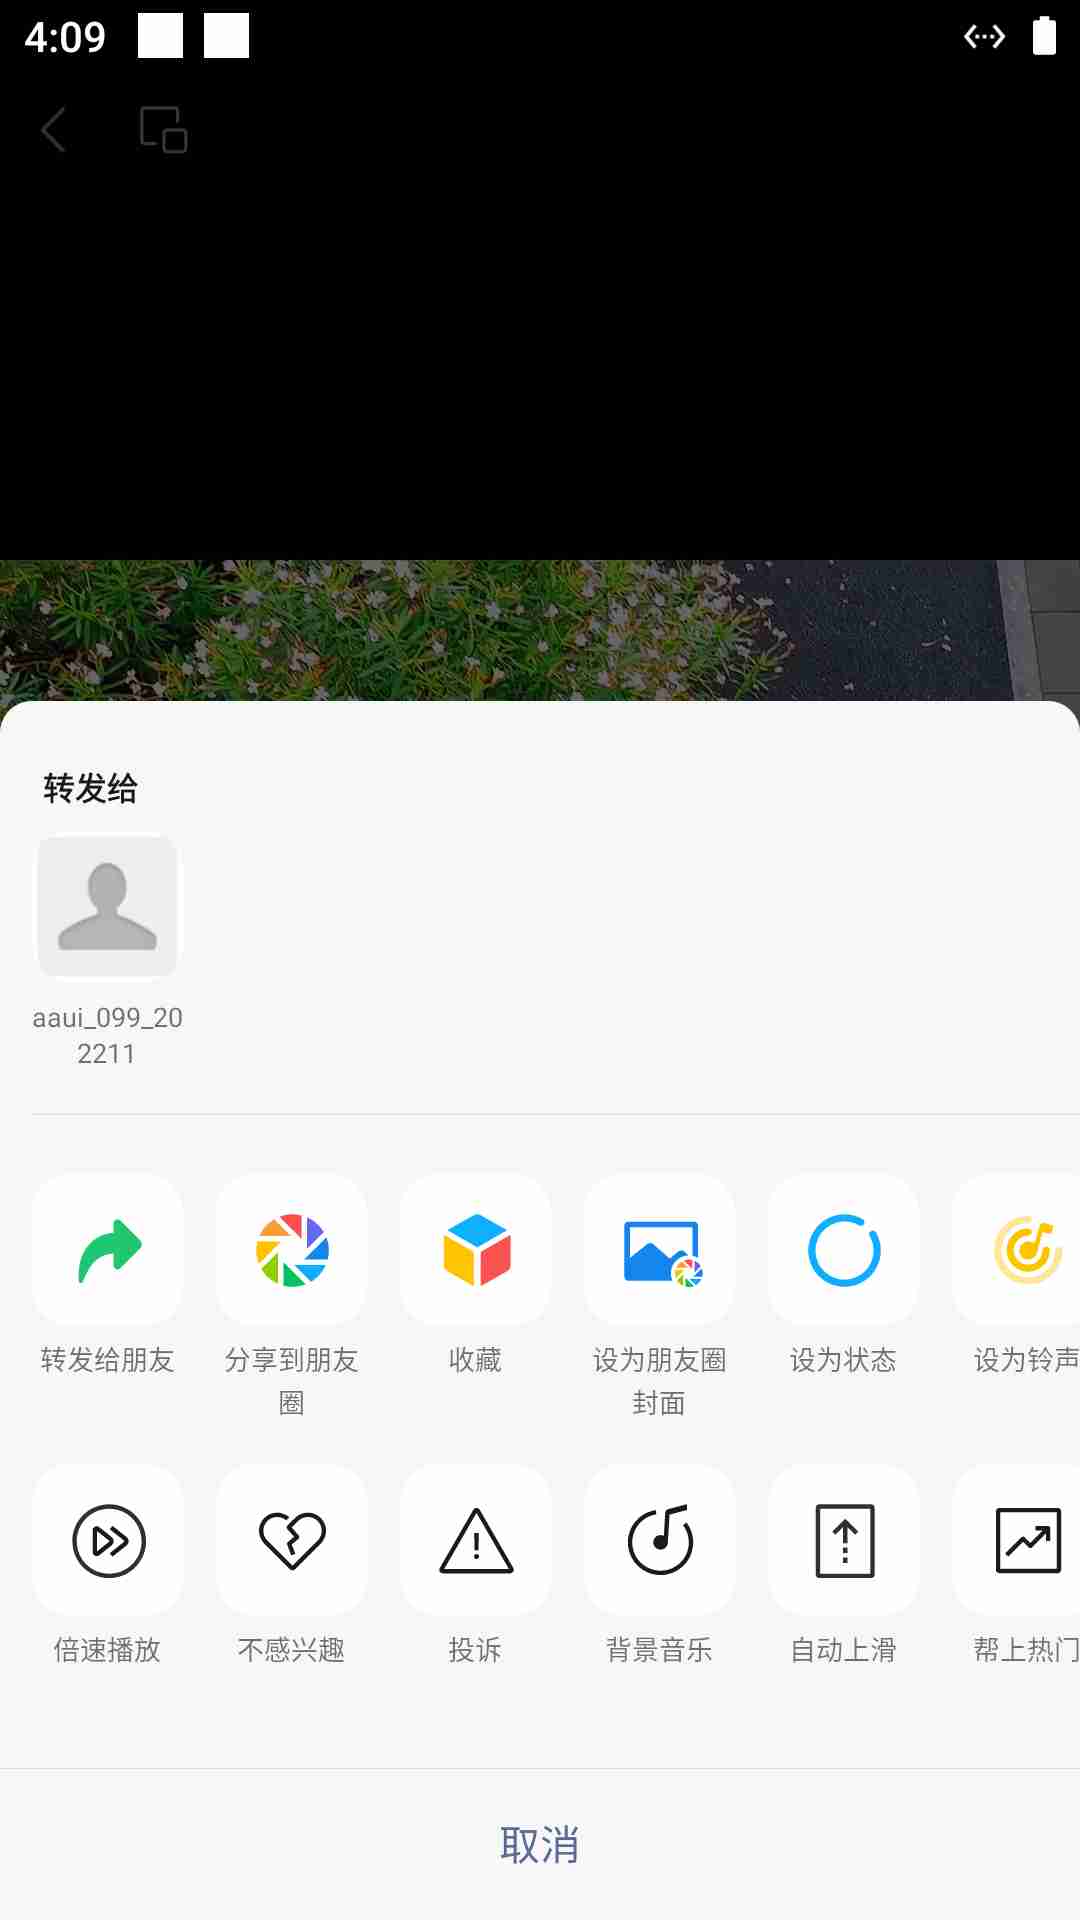 4:09
转发给
aaui_099_20
2211
转发给朋友
分享到朋友
圈
收藏
设为朋友圈
封面
设为状态
设为铃声
倍速播放
不感兴趣
投诉
背景音乐
自动上滑
帮上热门
取消